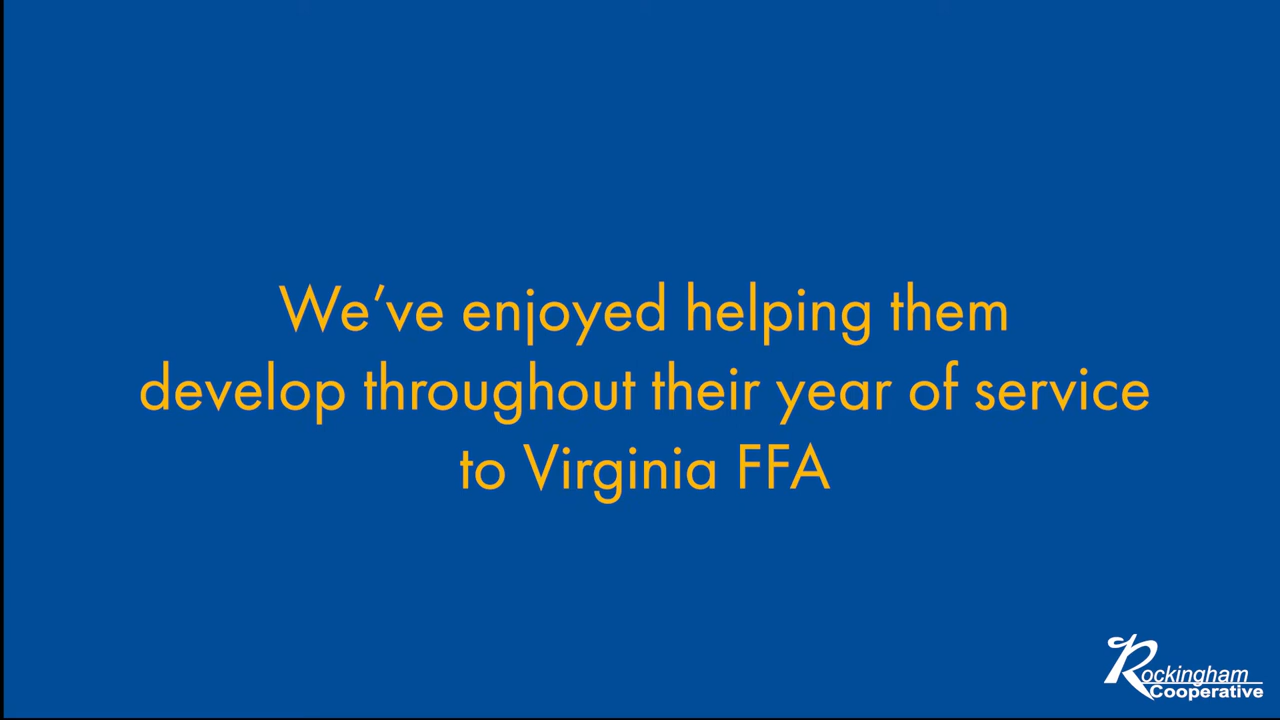 We’ve enjoyed helping them
develop throughout their year of service
to Virginia FFA
Rockingham
Cooperative